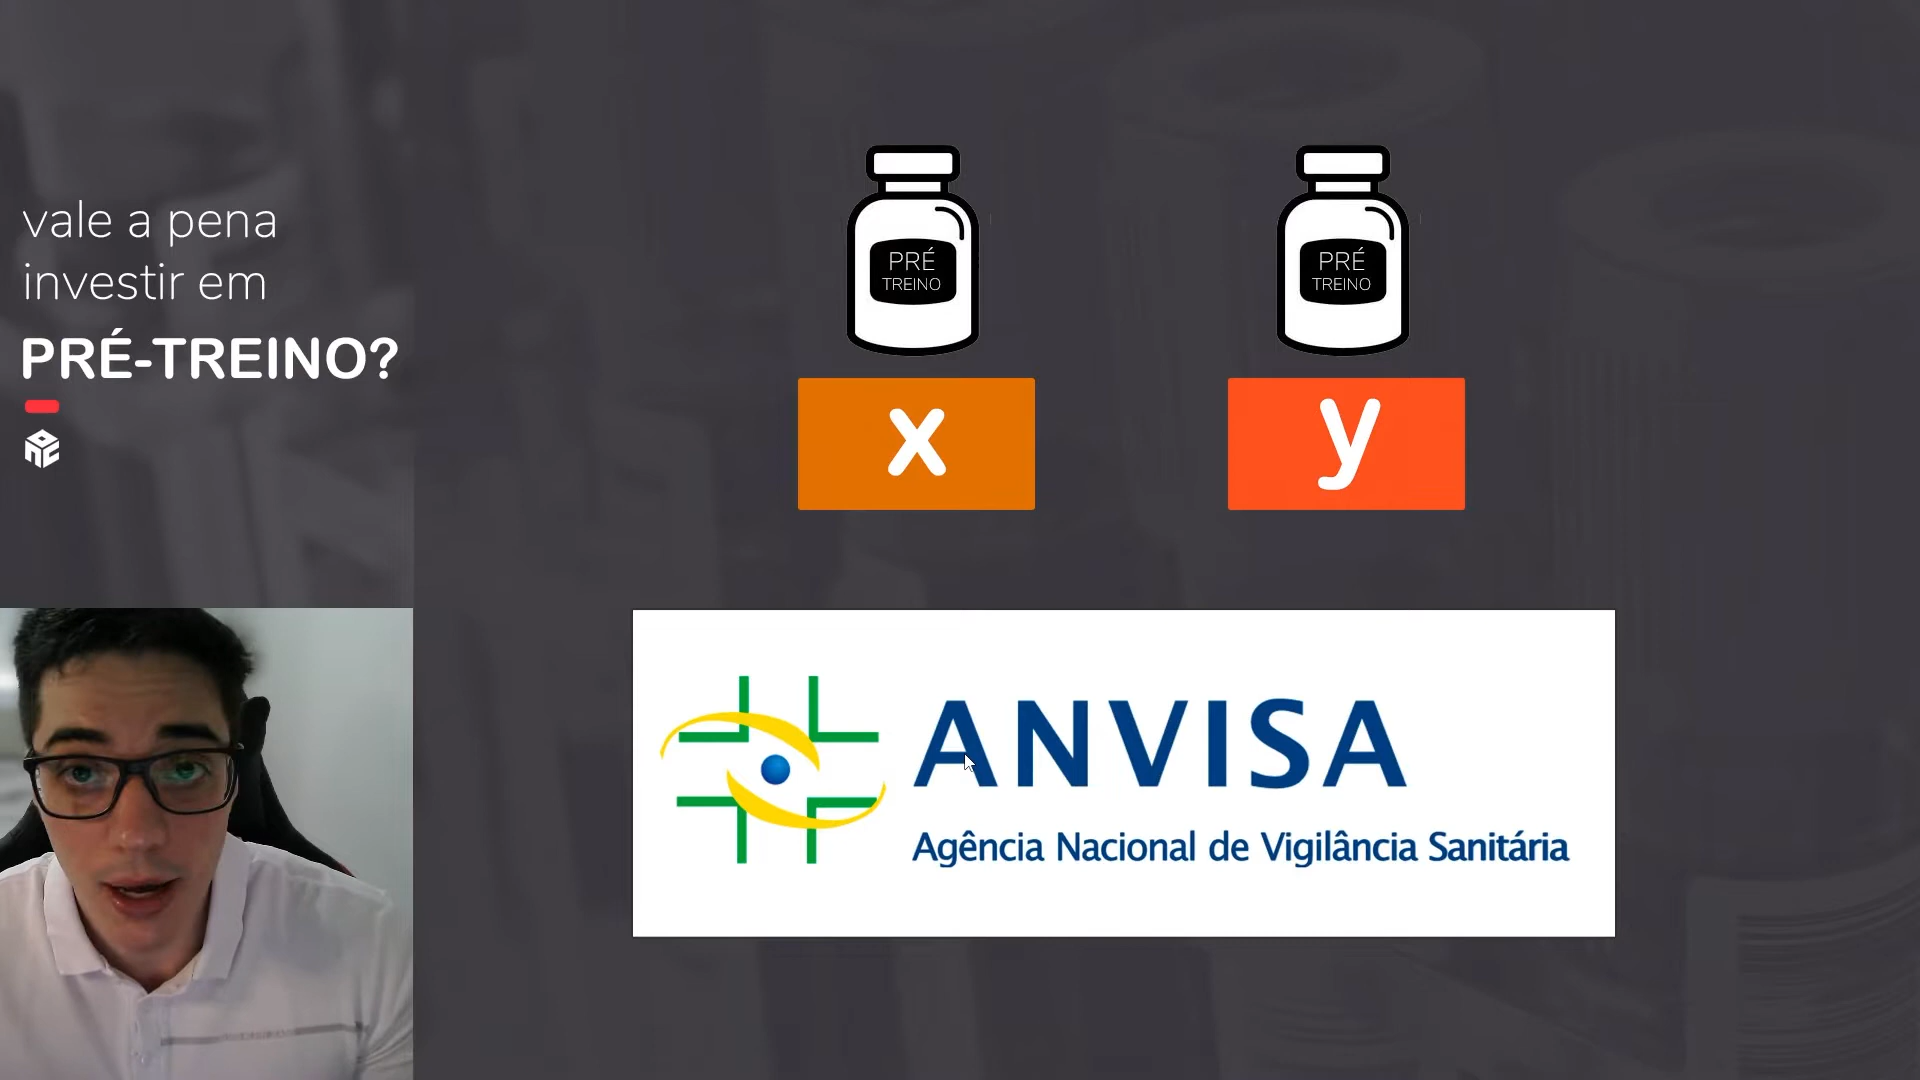 vale a pena
investir em
PRÉ-TREINO?
PRÉ
TREINO
x
PRÉ
TREINO
y
ANVISA
Agência Nacional de Vigilância Sanitária